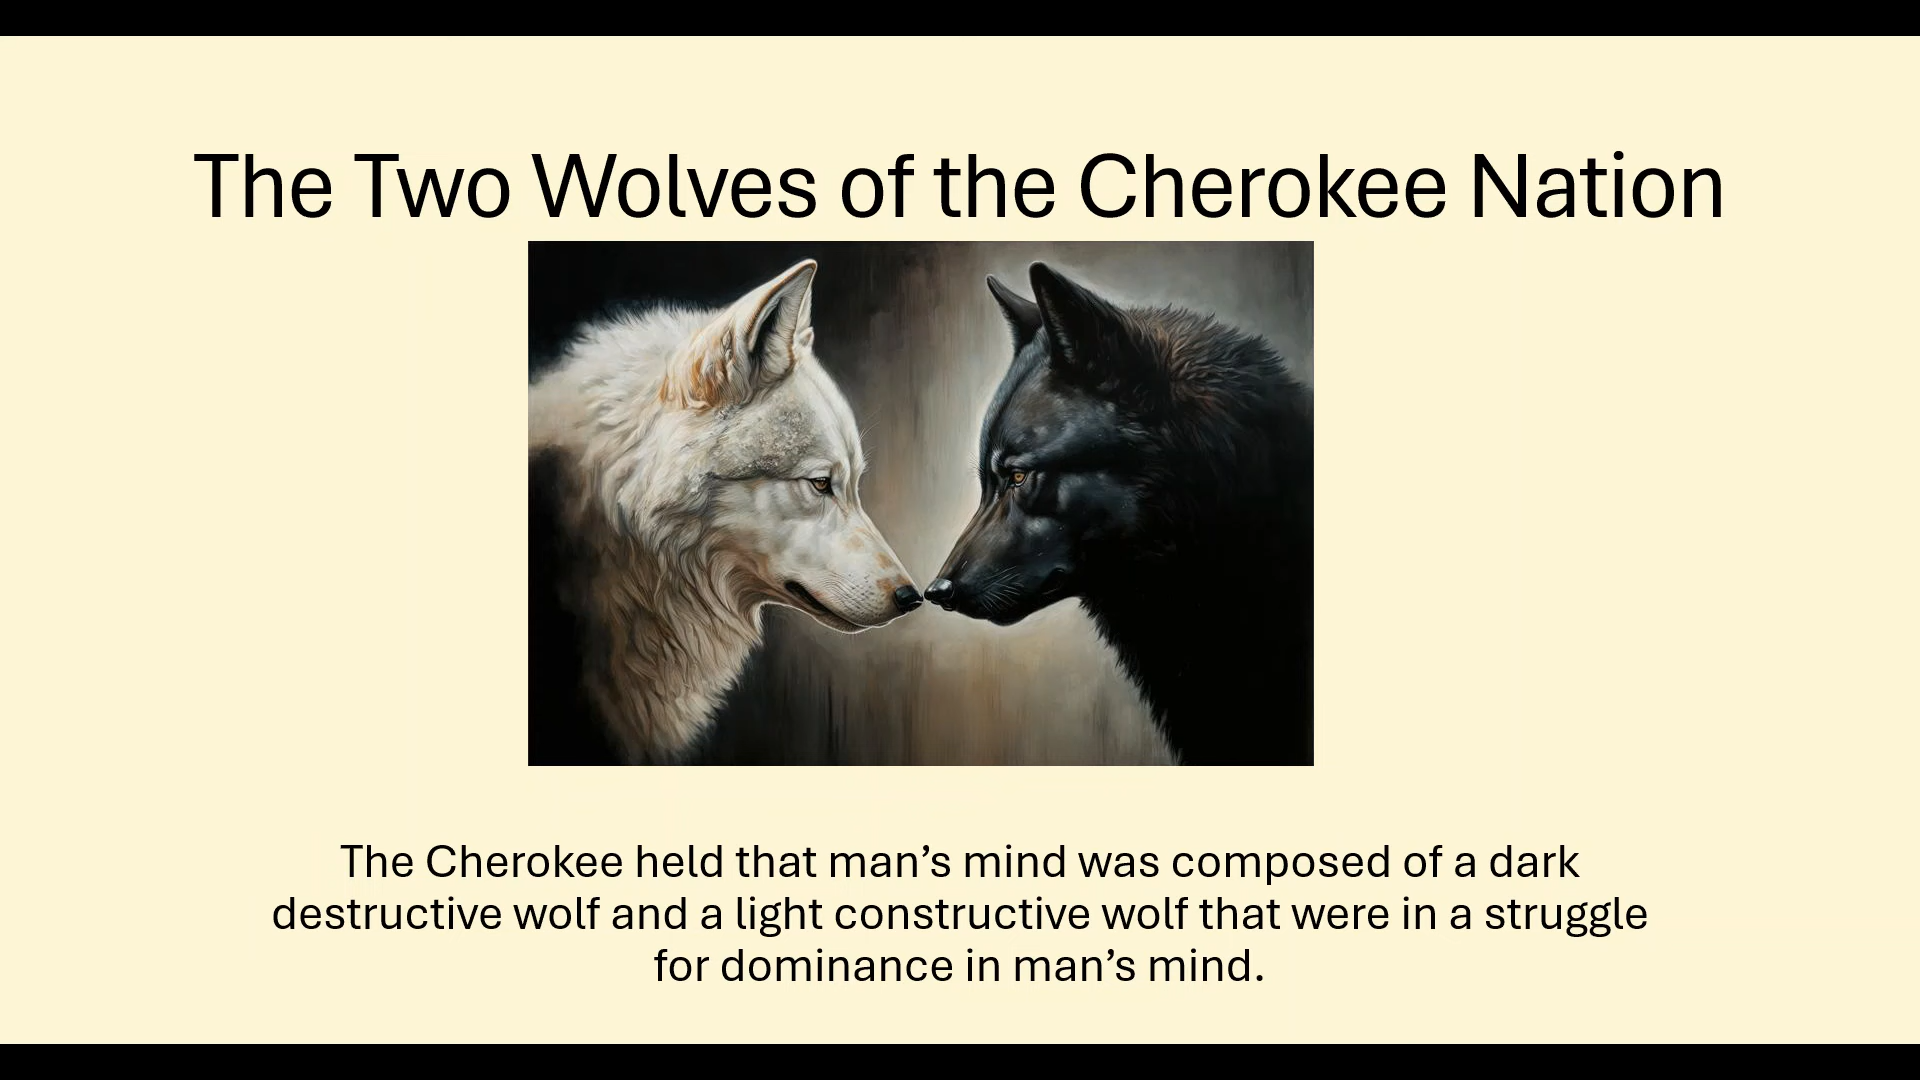 The Two Wolves of the Cherokee Nation
The Cherokee held that man’s mind was composed of a dark
destructive wolf and a light constructive wolf that were in a struggle
for dominance in man’s mind.